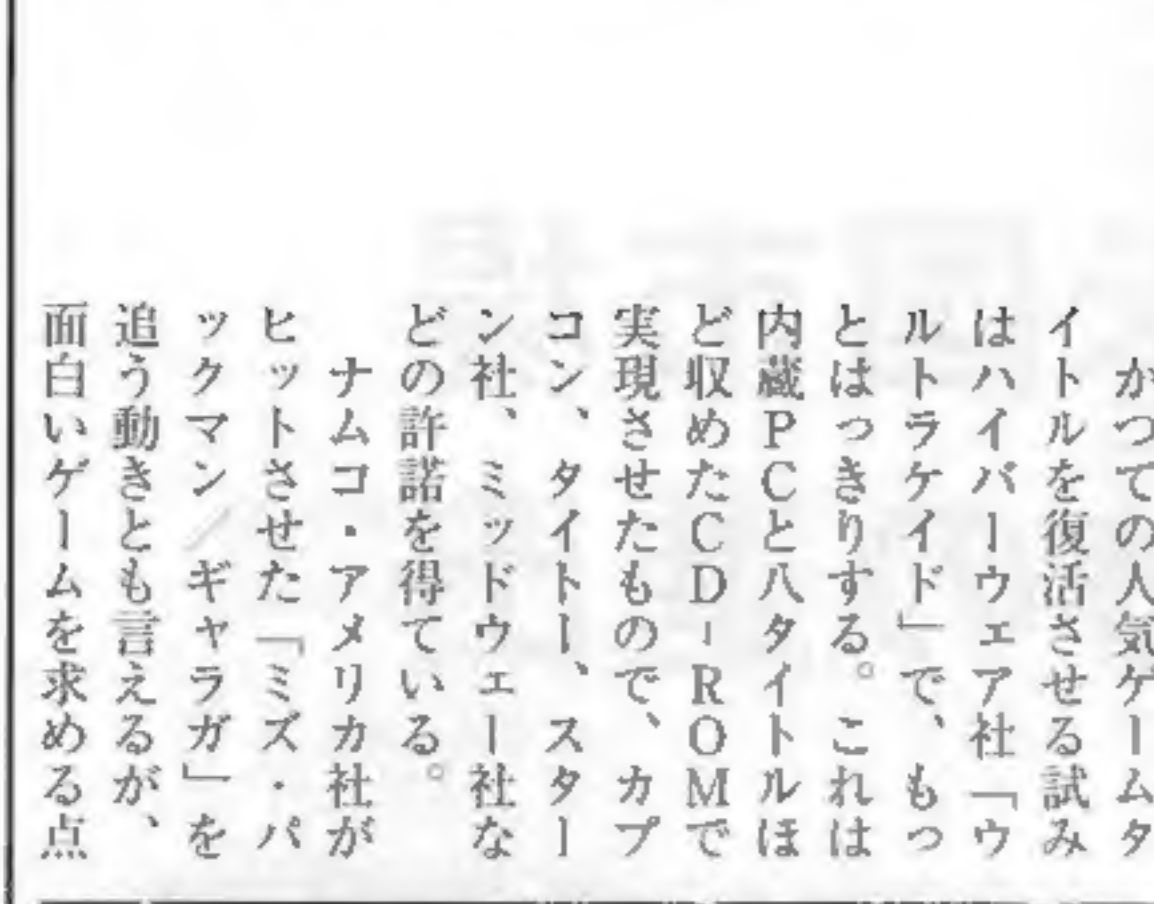 かつての人気ゲームタ
イトルを復活させる試み
はハイパーウェア社「ウ
ルトラケイド」で、もっ
とはっきりする。これは
内蔵PCと八タイトルほ
ど収めたCD-ROMで
実現させたもので、カプ
コン、タイトー、スター
ン社、ミッドウェー社な
どの許諾を得ている。
ナムコ・アメリカ社が
ヒットさせた「ミズ・パ
ックマン/ギャラガ」を
追う動きとも言えるが、
面白いゲームを求める点